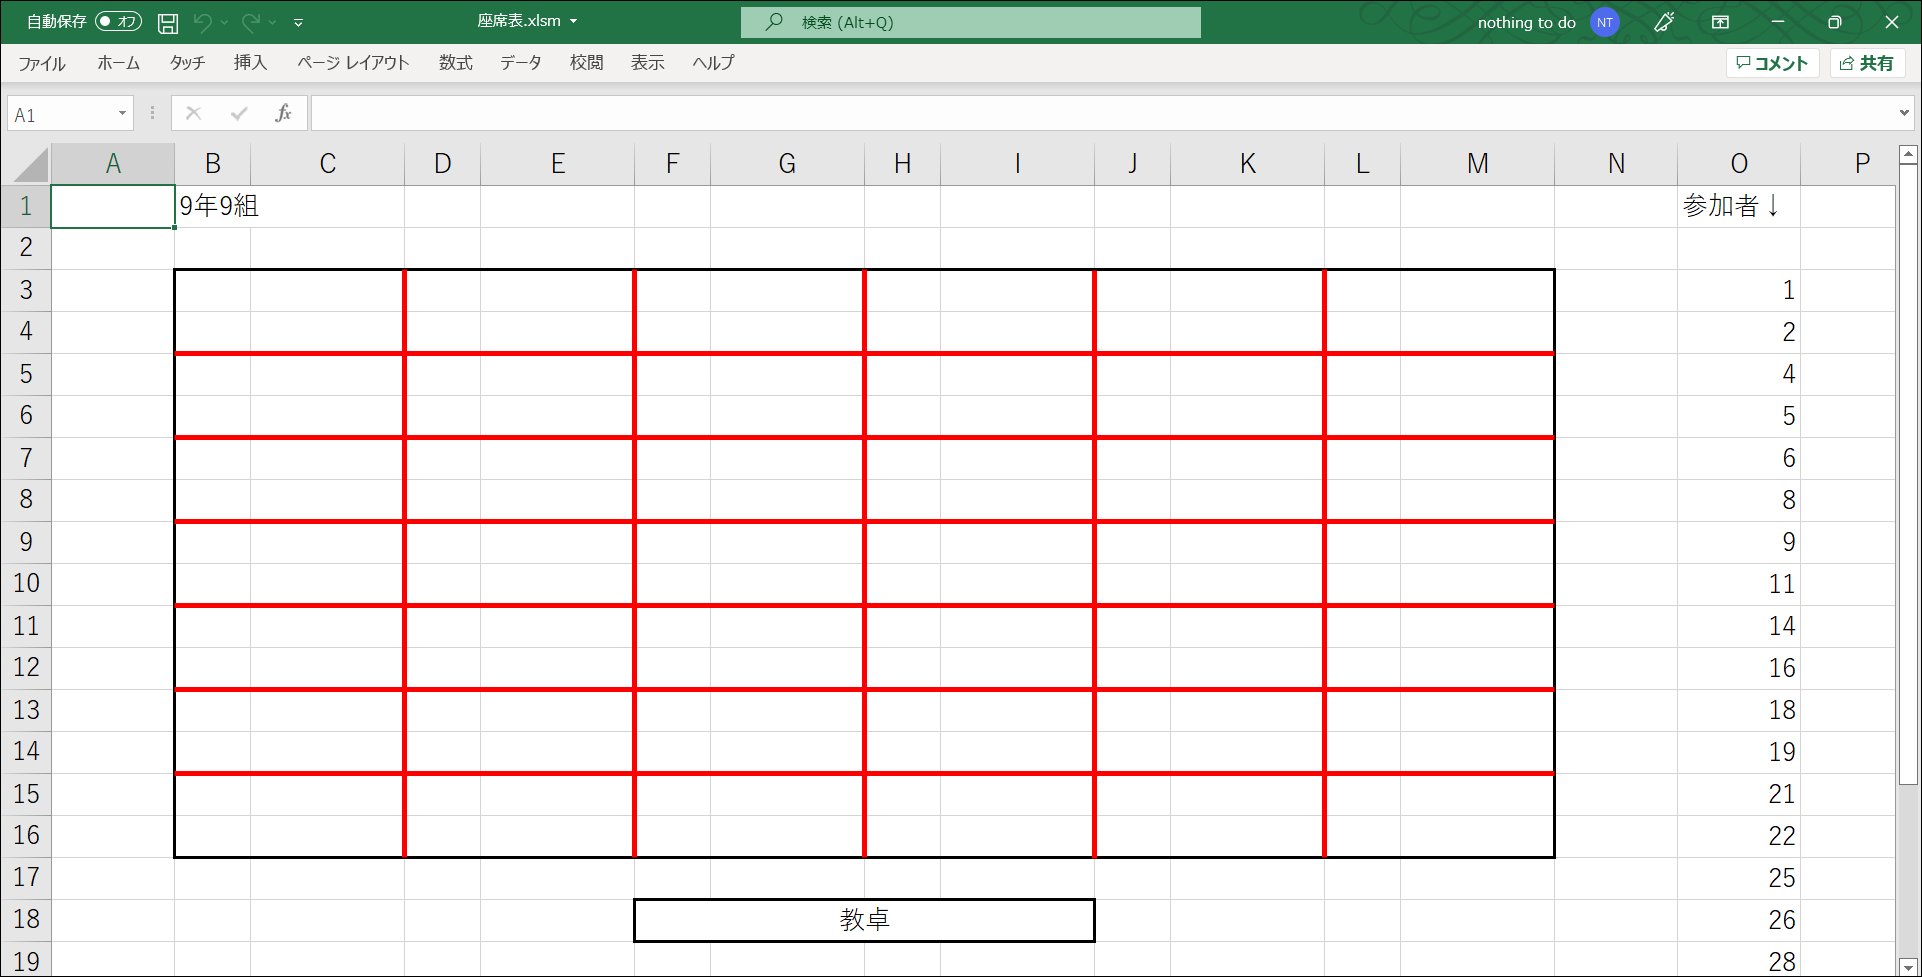 自動保存 オフ 座席表.xlsm 検索 (Alt+Q) nothing to do NT
ファイル ホーム タッチ 挿入 ページ レイアウト 数式 データ 校閲 表示 ヘルプ コメント 共有
A1 fx
A B C D E F G H I J K L M N O P
1 9年9組 参加者↓
2
3 1
4 2
5 4
6 5
7 6
8 8
9 9
10 11
11 14
12 16
13 18
14 19
15 21
16 22
17 25
18 教卓 26
19 28